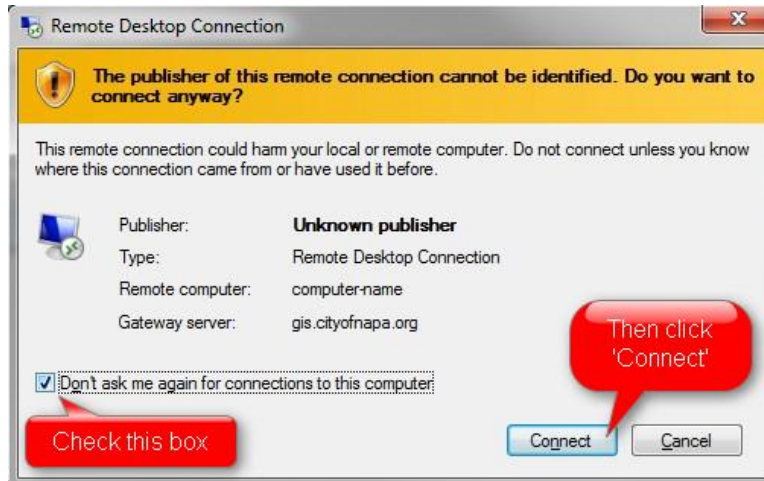 Remote Desktop Connection
x
The publisher of this remote connection cannot be identified. Do you want to
connect anyway?
This remote connection could harm your local or remote computer. Do not connect unless you know
where this connection came from or have used it before.
Publisher: Unknown publisher
Type: Remote Desktop Connection
Remote computer: computer-name
Gateway server: gis.cityofnapa.org
Then click
'Connect'
Don't ask me again for connections to this computer
Check this box
Connect Cancel